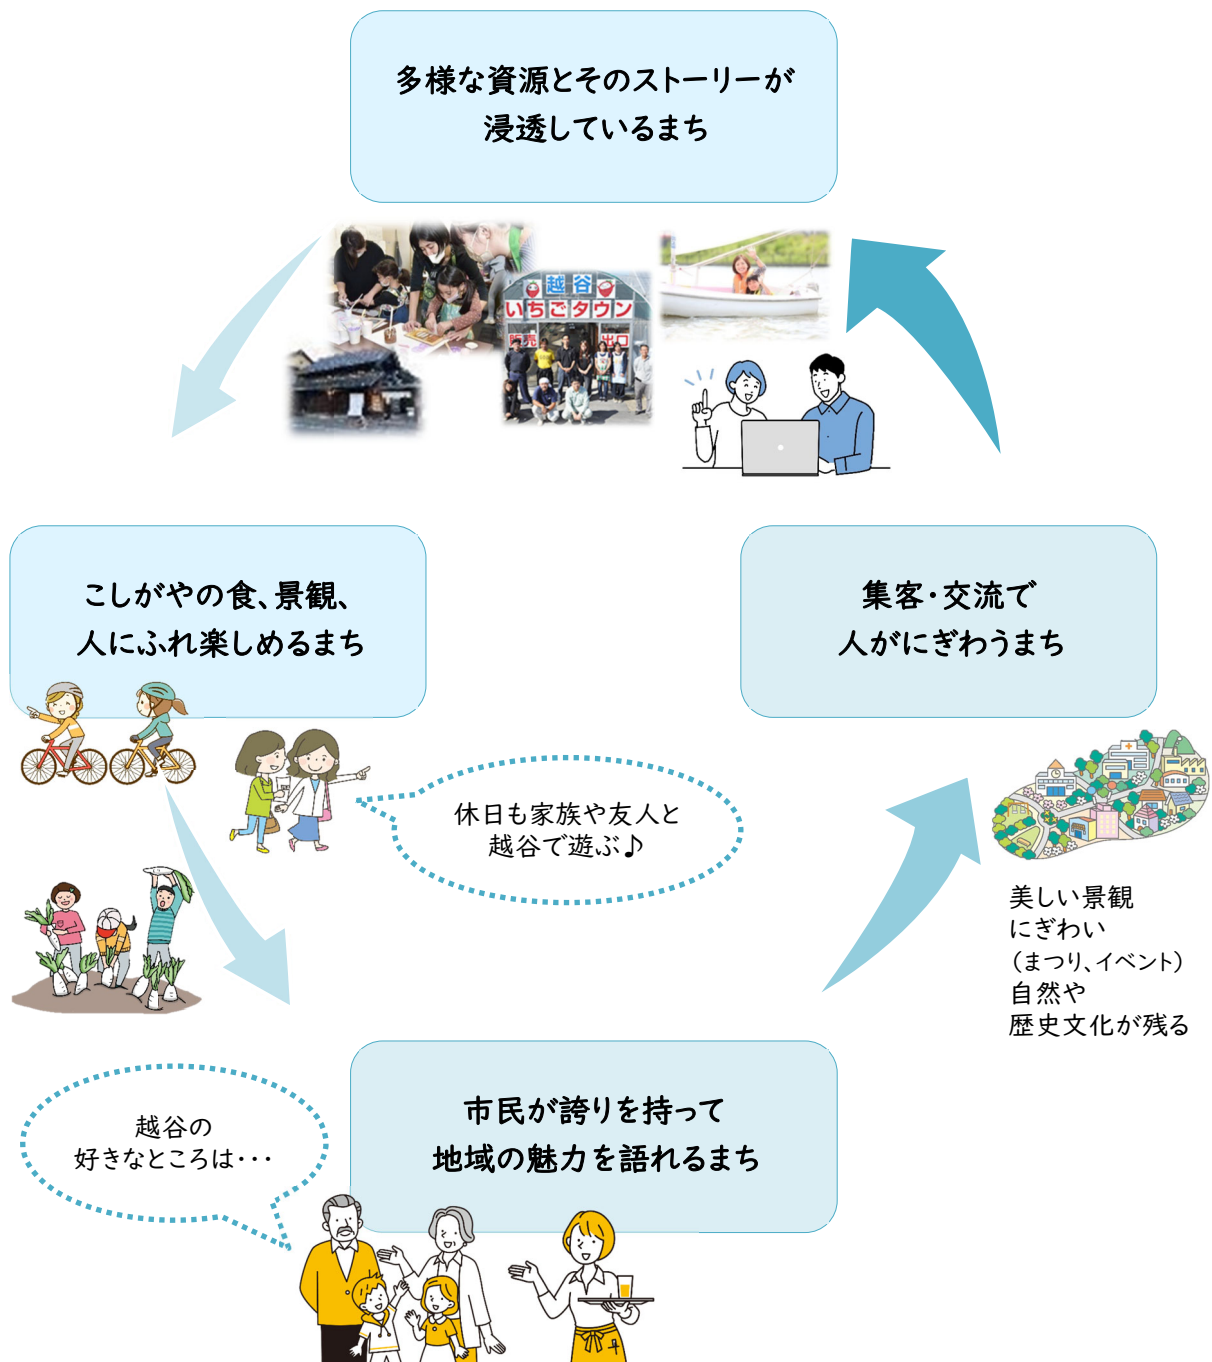 多様な資源とそのストーリーが
浸透しているまち
越谷
いちごタウン
販売
出口
こしがやの食、景観、
人にふれ楽しめるまち
集客・交流で
人がにぎわうまち
休日も家族や友人と
越谷で遊ぶ♪
美しい景観
にぎわい
（まつり、イベント）
自然や
歴史文化が残る
越谷の
好きなところは・・・
市民が誇りを持って
地域の魅力を語れるまち